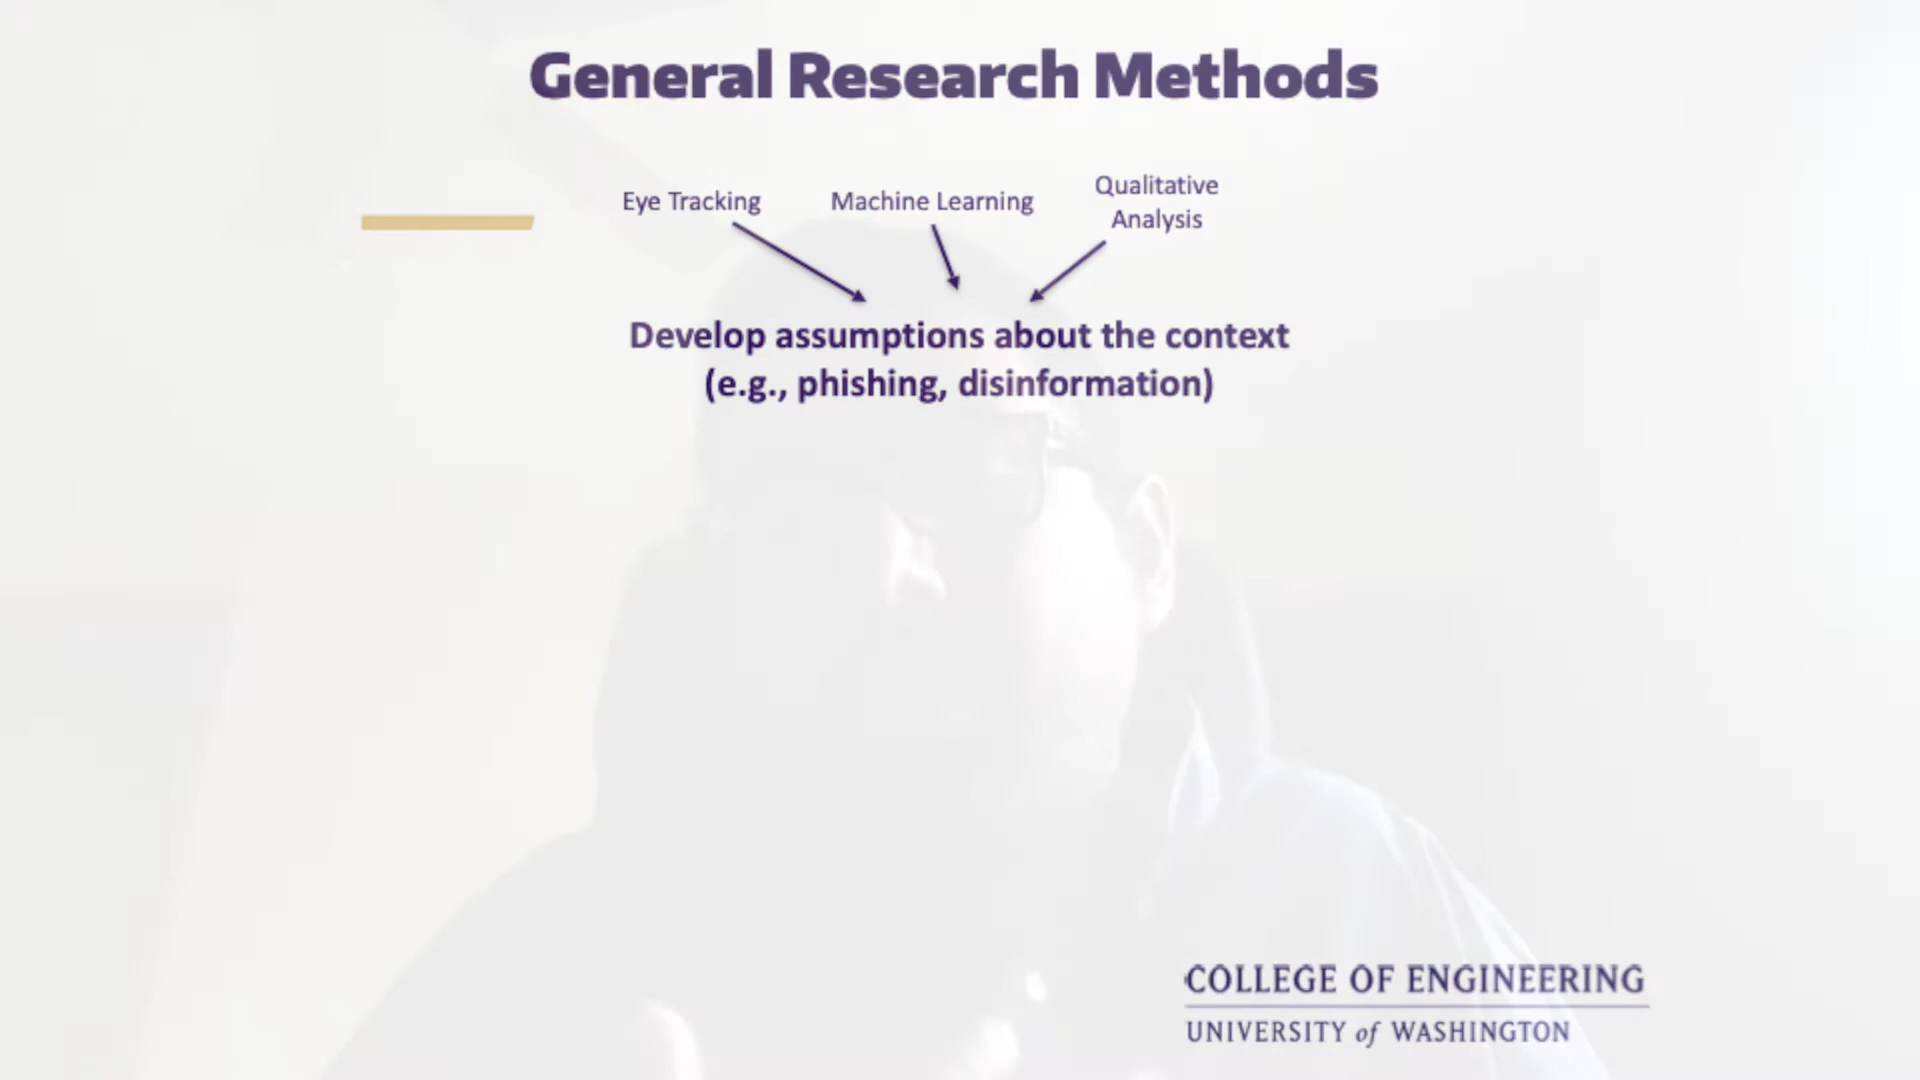 General Research Methods
Eye Tracking
Machine Learning
Qualitative
Analysis
Develop assumptions about the context
(e.g., phishing, disinformation)
COLLEGE OF ENGINEERING
UNIVERSITY of WASHINGTON